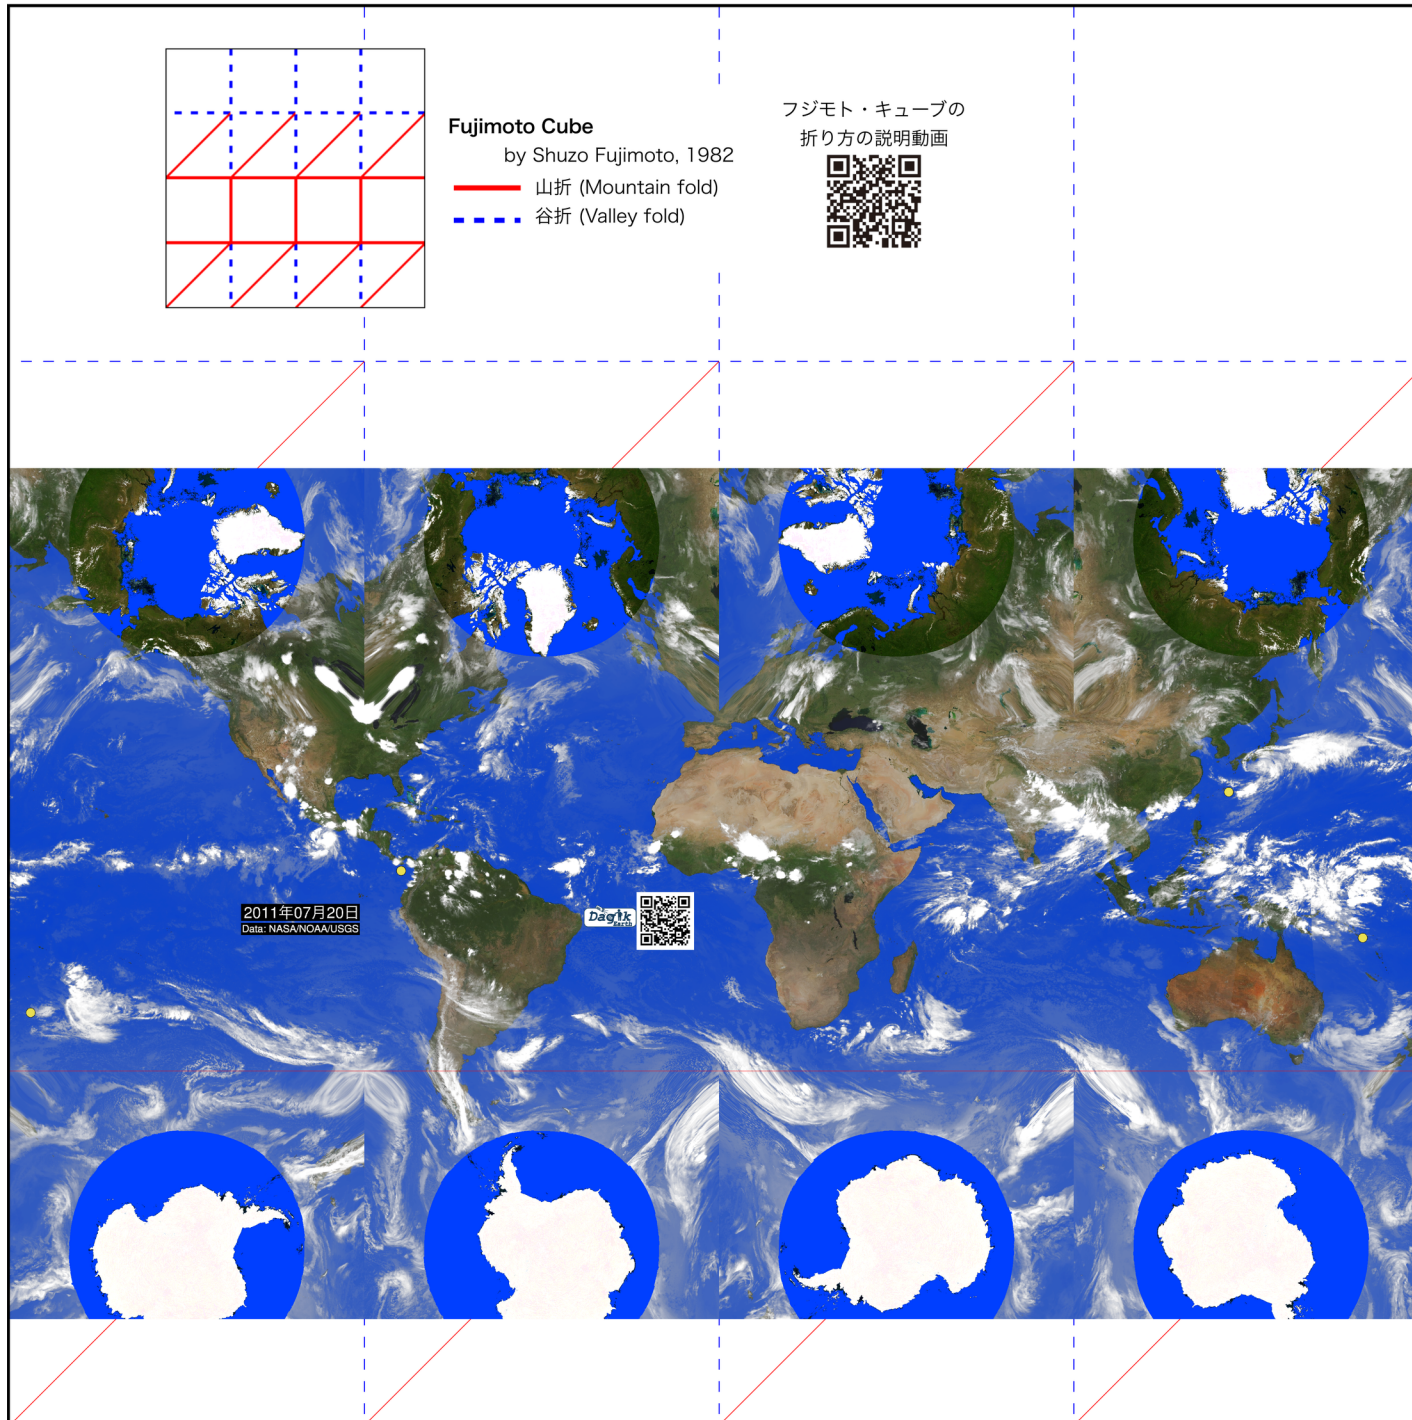 Fujimoto Cube
by Shuzo Fujimoto, 1982
山折 (Mountain fold)
谷折 (Valley fold)
フジモト・キューブの
折り方の説明動画
2011年07月20日
Data: NASA/NOAA/USGS
Dagik
Earth